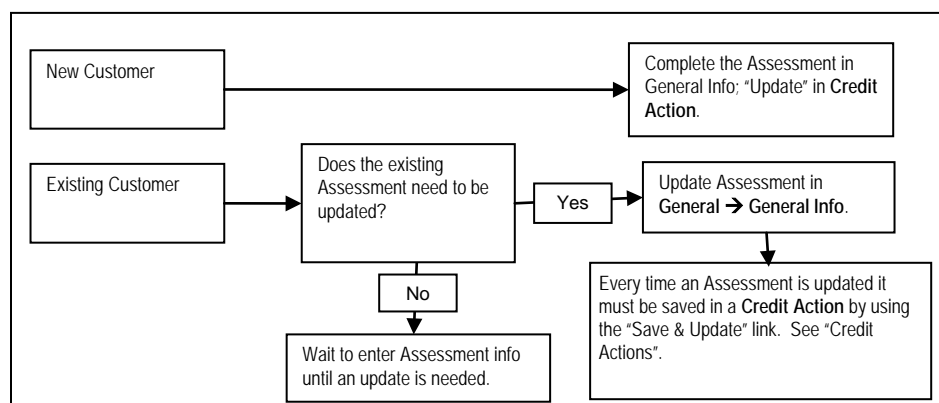 New Customer
Complete the Assessment in
General Info; “Update” in Credit
Action.
Existing Customer
Does the existing
Assessment need to be
updated?
Yes
Update Assessment in
General → General Info.
No
Wait to enter Assessment info
until an update is needed.
Every time an Assessment is updated it
must be saved in a Credit Action by using
the “Save & Update” link.  See “Credit
Actions”.